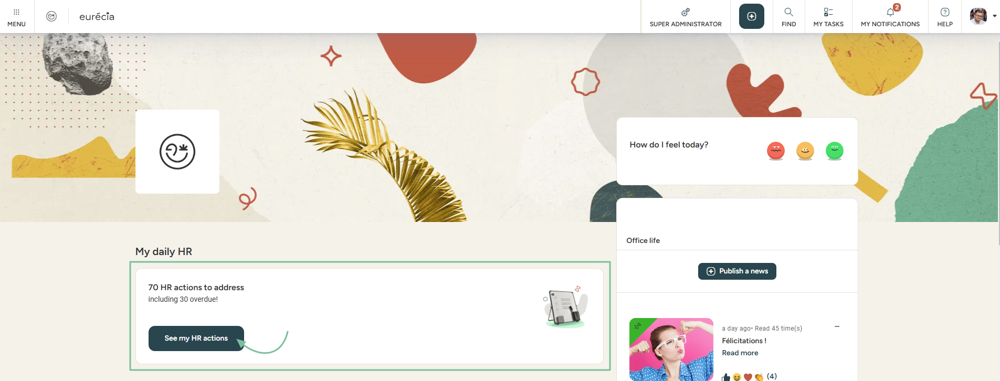 MENU
eurécia
SUPER ADMINISTRATOR
FIND
MY TASKS
2
MY NOTIFICATIONS
HELP
How do I feel today?
My daily HR
70 HR actions to address
including 30 overdue!
See my HR actions
Office life
Publish a news
a day ago• Read 45 time(s)
...
Félicitations !
Read more
(4)